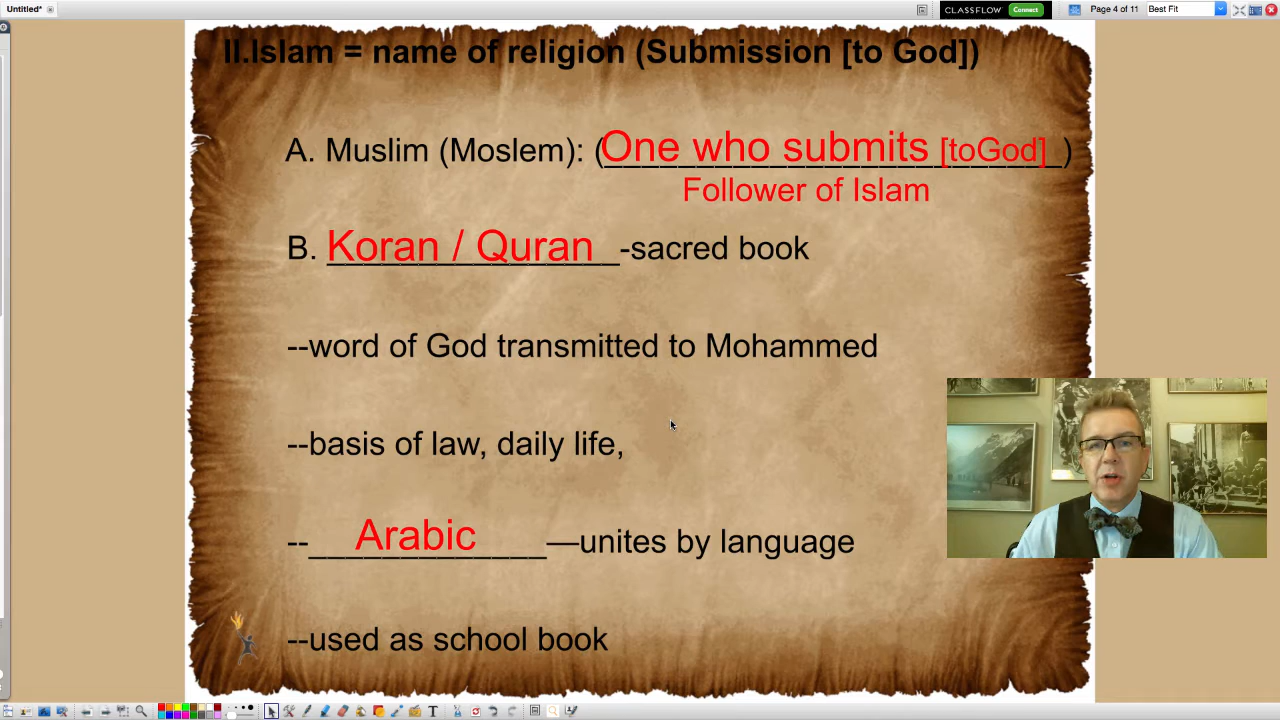 Untitled*
CLASSFLOW Connect
Page 4 of 11
Best Fit
II.Islam = name of religion (Submission [to God])
A. Muslim (Moslem): (One who submits [toGod])
Follower of Islam
B. Koran / Quran-sacred book
--word of God transmitted to Mohammed
--basis of law, daily life,
--Arabic—unites by language
--used as school book